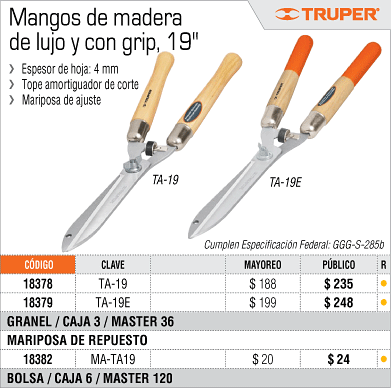 Mangos de madera
de lujo y con grip, 19"
TRUPER®
Espesor de hoja: 4 mm
Tope amortiguador de corte
Mariposa de ajuste
TRUPER
TA-19
TA-19E
Cumplen Especificación Federal: GGG-S-285b
CÓDIGO CLAVE MAYOREO PÚBLICO R
18378 TA-19 $ 188 $ 235
18379 TA-19E $ 199 $ 248
GRANEL / CAJA 3 / MASTER 36
MARIPOSA DE REPUESTO
18382 MA-TA19 $ 20 $ 24
BOLSA / CAJA 6 / MASTER 120